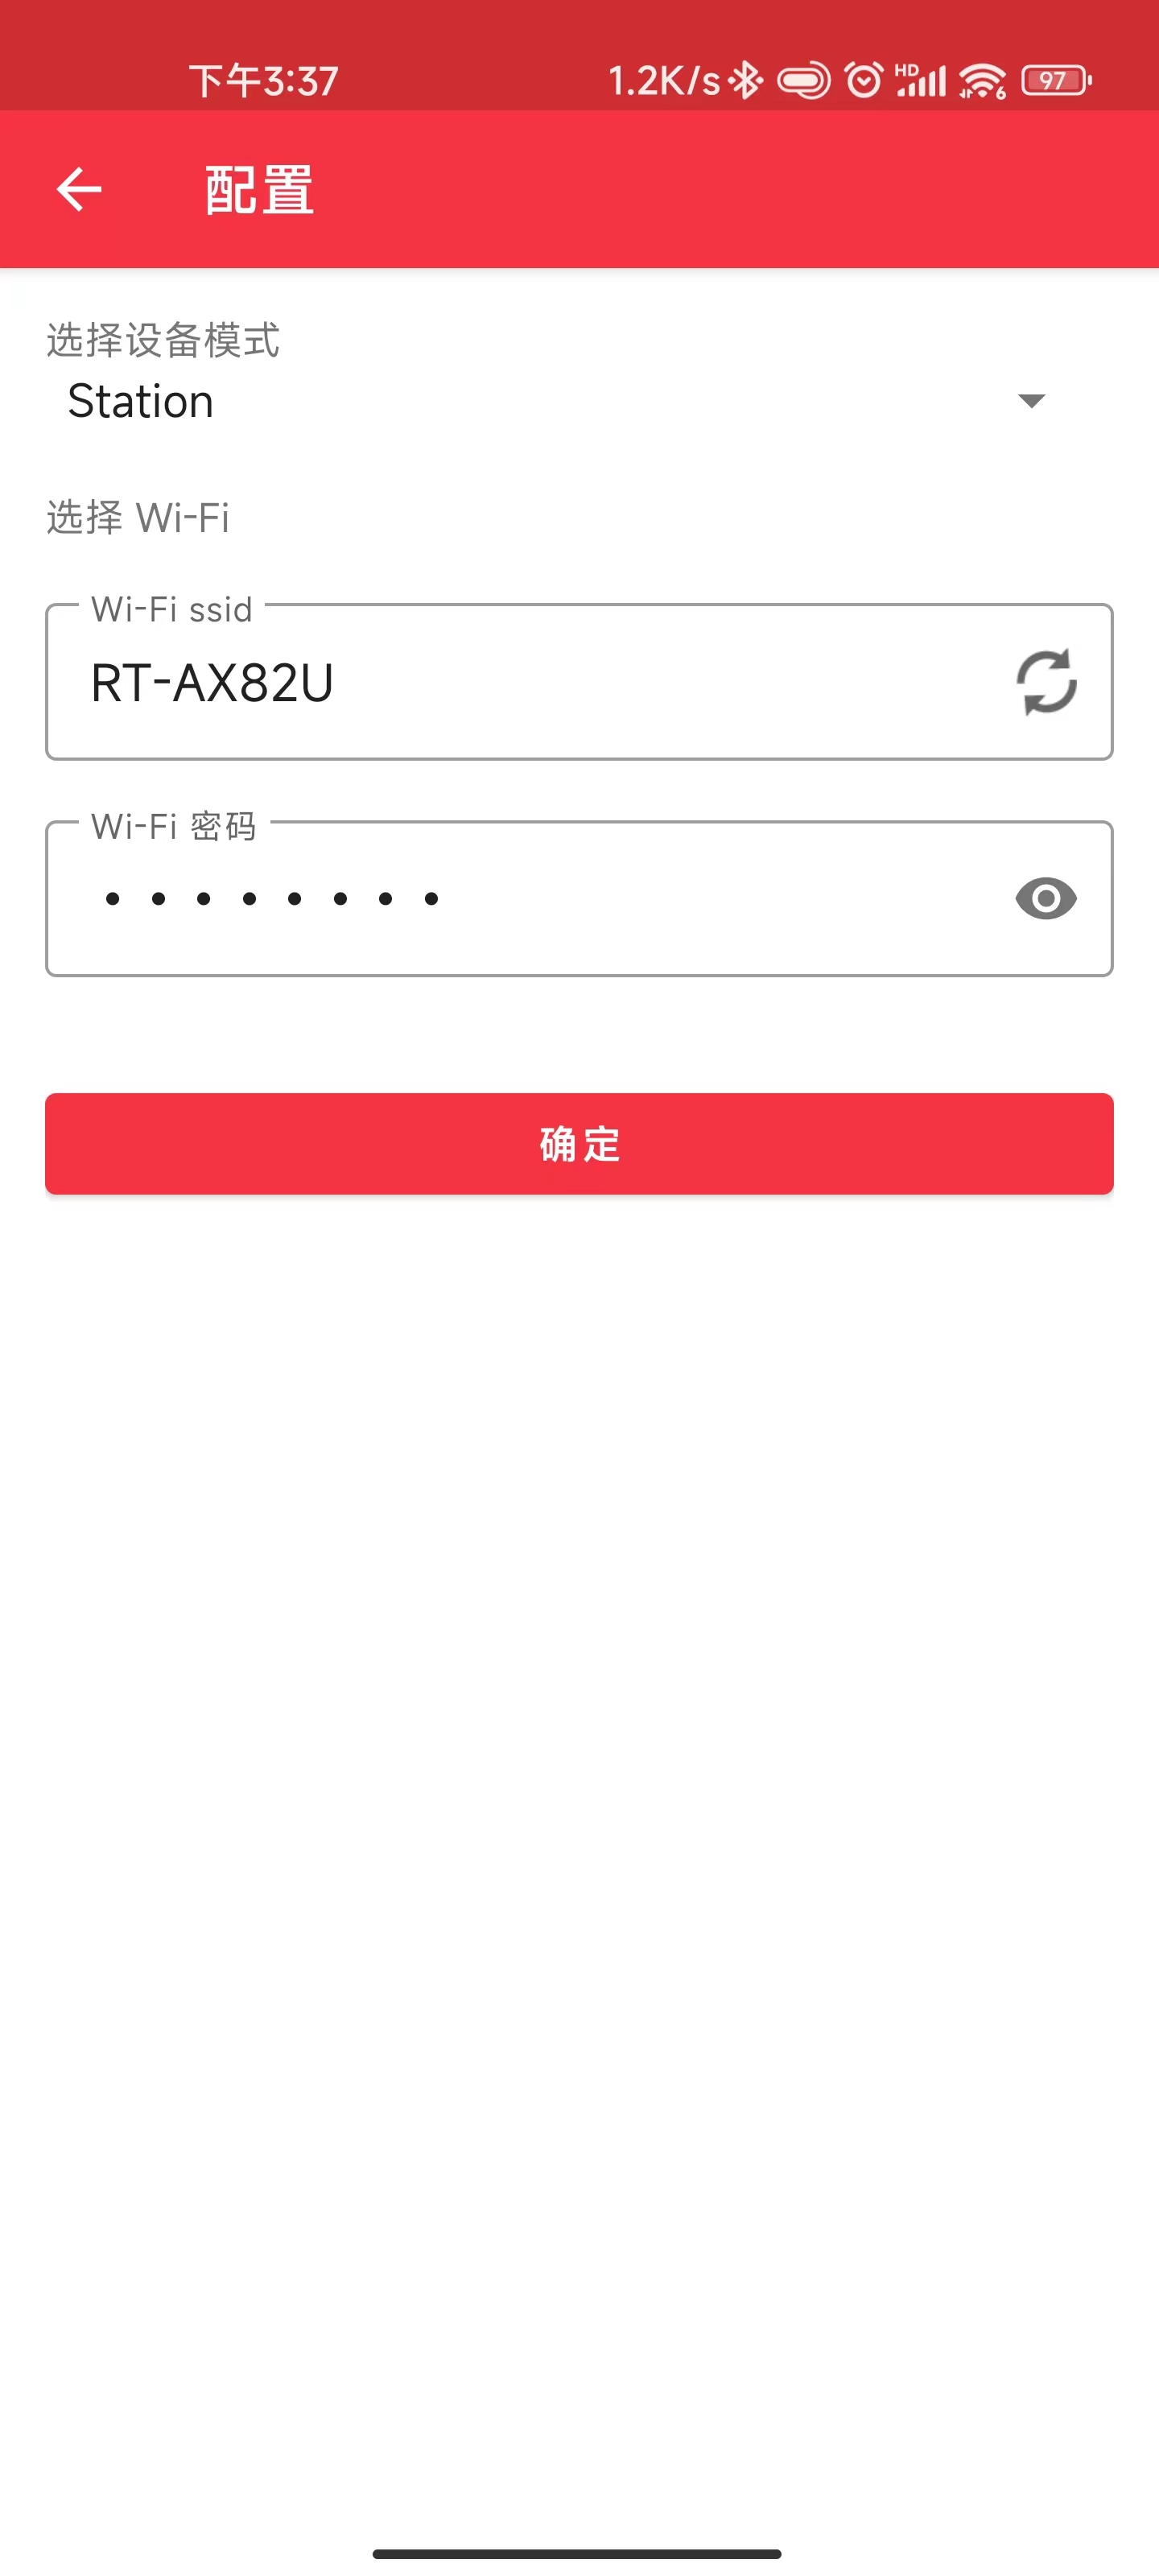 下午3:37
1.2K/s
HD
6
97
配置
选择设备模式
Station
选择 Wi-Fi
Wi-Fi ssid
RT-AX82U
Wi-Fi 密码
••••••••
确定